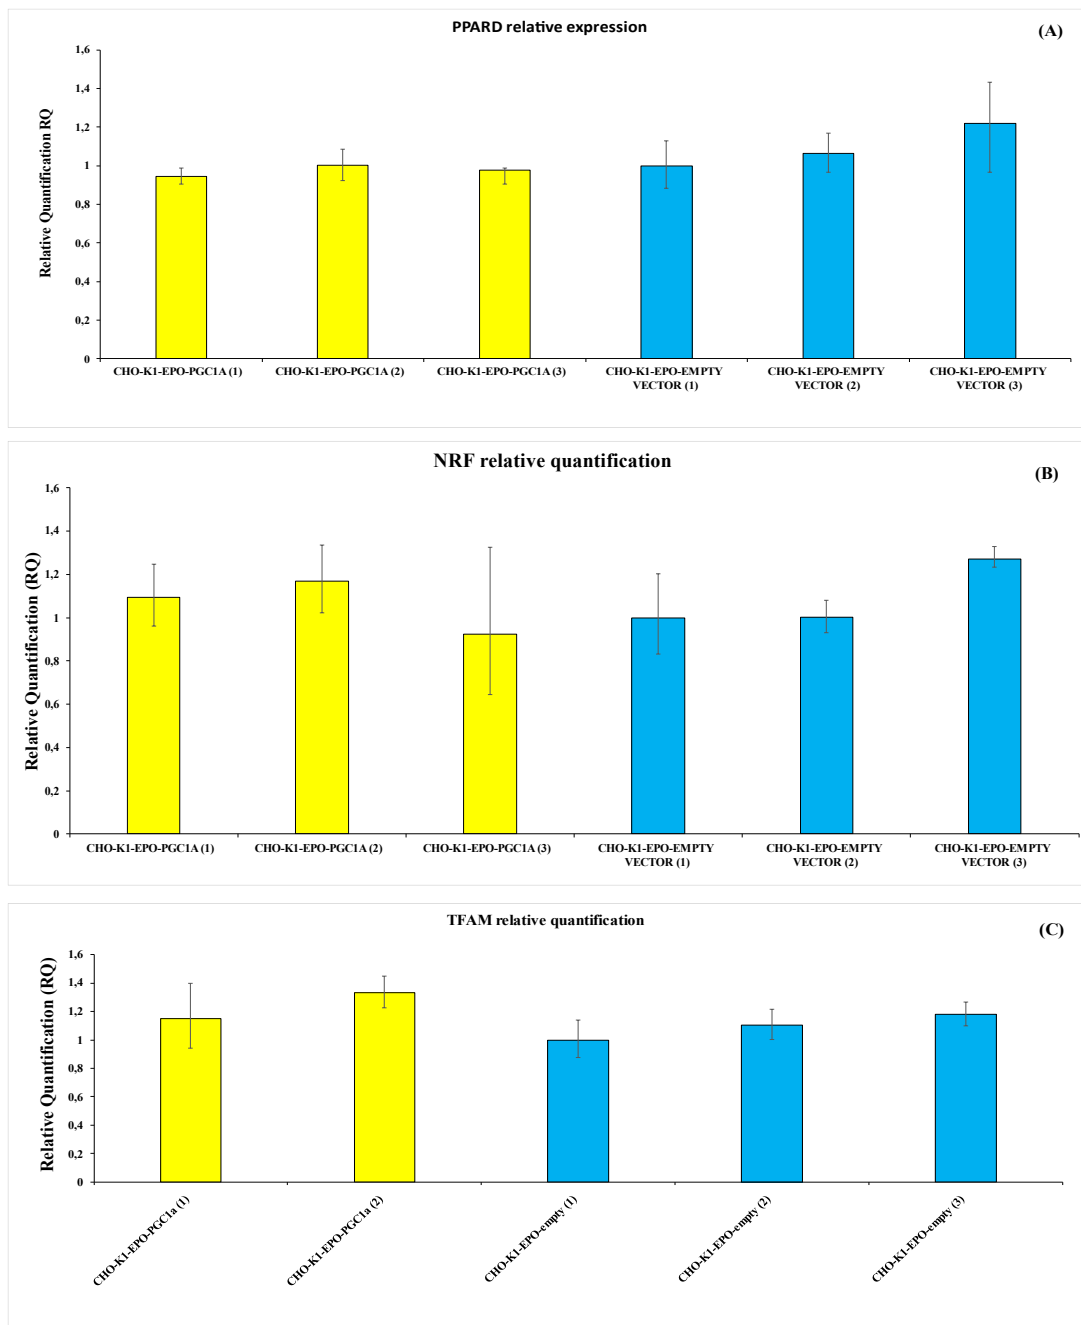 PPARD relative expression
(A)
Relative Quantification RQ
1,6
1,4
1,2
1
0,8
0,6
0,4
0,2
0
CHO-K1-EPO-PGC1A (1)
CHO-K1-EPO-PGC1A (2)
CHO-K1-EPO-PGC1A (3)
CHO-K1-EPO-EMPTY
VECTOR (1)
CHO-K1-EPO-EMPTY
VECTOR (2)
CHO-K1-EPO-EMPTY
VECTOR (3)
NRF relative quantification
(B)
Relative Quantification (RQ)
1,6
1,4
1,2
1
0,8
0,6
0,4
0,2
0
CHO-K1-EPO-PGC1A (1)
CHO-K1-EPO-PGC1A (2)
CHO-K1-EPO-PGC1A (3)
CHO-K1-EPO-EMPTY
VECTOR (1)
CHO-K1-EPO-EMPTY
VECTOR (2)
CHO-K1-EPO-EMPTY
VECTOR (3)
TFAM relative quantification
(C)
Relative Quantification (RQ)
1,6
1,4
1,2
1
0,8
0,6
0,4
0,2
0
CHO-K1-EPO-PGC1a (1)
CHO-K1-EPO-PGC1a (2)
CHO-K1-EPO-empty (1)
CHO-K1-EPO-empty (2)
CHO-K1-EPO-empty (3)